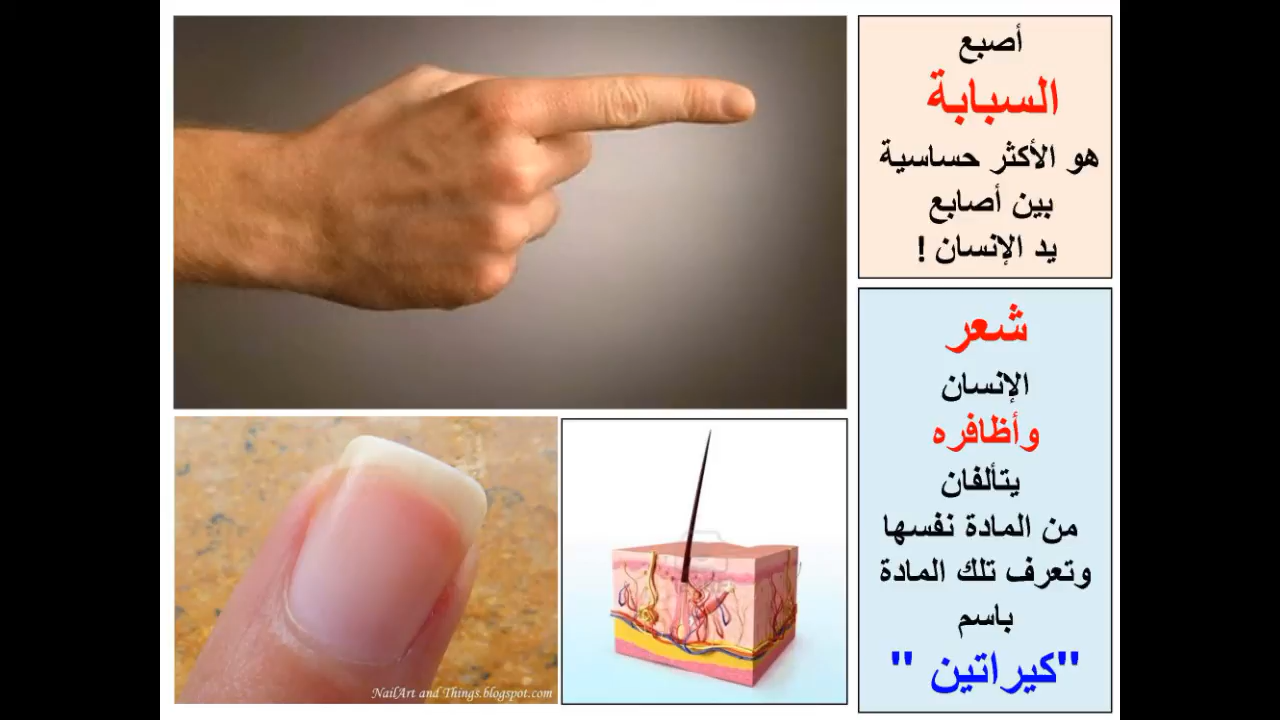 أصبع
السبابة
هو الأكثر حساسية
بين أصابع
يد الإنسان !
شعر
الإنسان
وأظافره
يتألفان
من المادة نفسها
وتعرف تلك المادة
باسم
"كيراتين "
NailArt and Things.blogspot.com